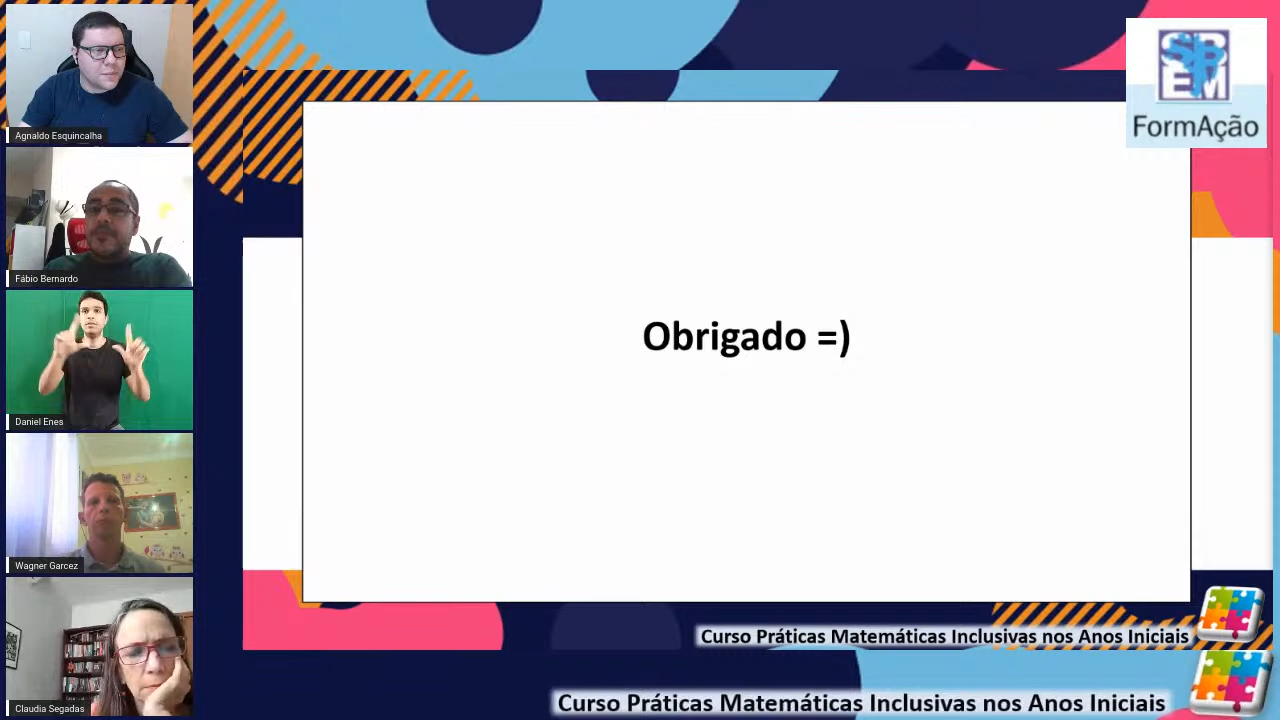 Agnaldo Esquincalha
Fábio Bernardo
Daniel Enes
Wagner Garcez
Claudia Segadas
SBEM
FormAção
Obrigado =)
Curso Práticas Matemáticas Inclusivas nos Anos Iniciais
Curso Práticas Matemáticas Inclusivas nos Anos Iniciais